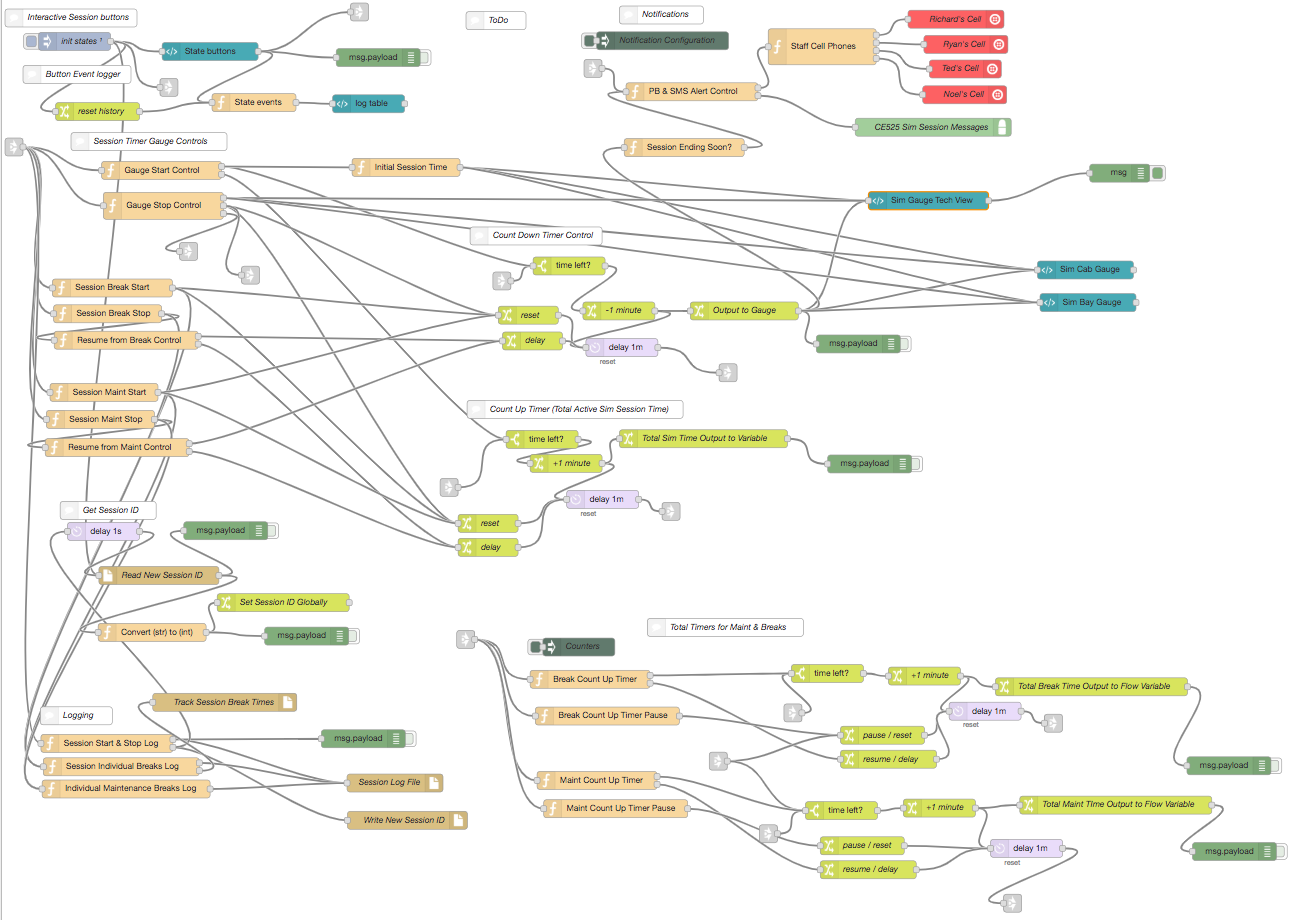 Interactive Session buttons
ToDo
Notifications
init states ¹
State buttons
msg.payload
Notification Configuration
Staff Cell Phones
Richard's Cell
Ryan's Cell
Ted's Cell
Noel's Cell
Button Event logger
reset history
State events
log table
PB & SMS Alert Control
CE525 Sim Session Messages
Session Timer Gauge Controls
Session Ending Soon?
Gauge Start Control
Initial Session Time
msg
Gauge Stop Control
Sim Gauge Tech View
Count Down Timer Control
time left?
Sim Cab Gauge
Session Break Start
Sim Bay Gauge
Session Break Stop
reset
-1 minute
Output to Gauge
Resume from Break Control
delay
delay 1m
reset
msg.payload
Session Maint Start
Session Maint Stop
Count Up Timer (Total Active Sim Session Time)
Resume from Maint Control
time left?
Total Sim Time Output to Variable
+1 minute
msg.payload
delay 1m
reset
Get Session ID
delay 1s
msg.payload
reset
delay
Read New Session ID
Set Session ID Globally
Convert (str) to (int)
msg.payload
Total Timers for Maint & Breaks
Counters
Break Count Up Timer
time left?
+1 minute
Total Break Time Output to Flow Variable
Track Session Break Times
Logging
Break Count Up Timer Pause
delay 1m
reset
Session Start & Stop Log
msg.payload
pause / reset
resume / delay
msg.payload
Session Individual Breaks Log
Individual Maintenance Breaks Log
Session Log File
Maint Count Up Timer
Maint Count Up Timer Pause
time left?
+1 minute
Total Maint TIme Output to Flow Variable
Write New Session ID
pause / reset
delay 1m
reset
msg.payload
resume / delay